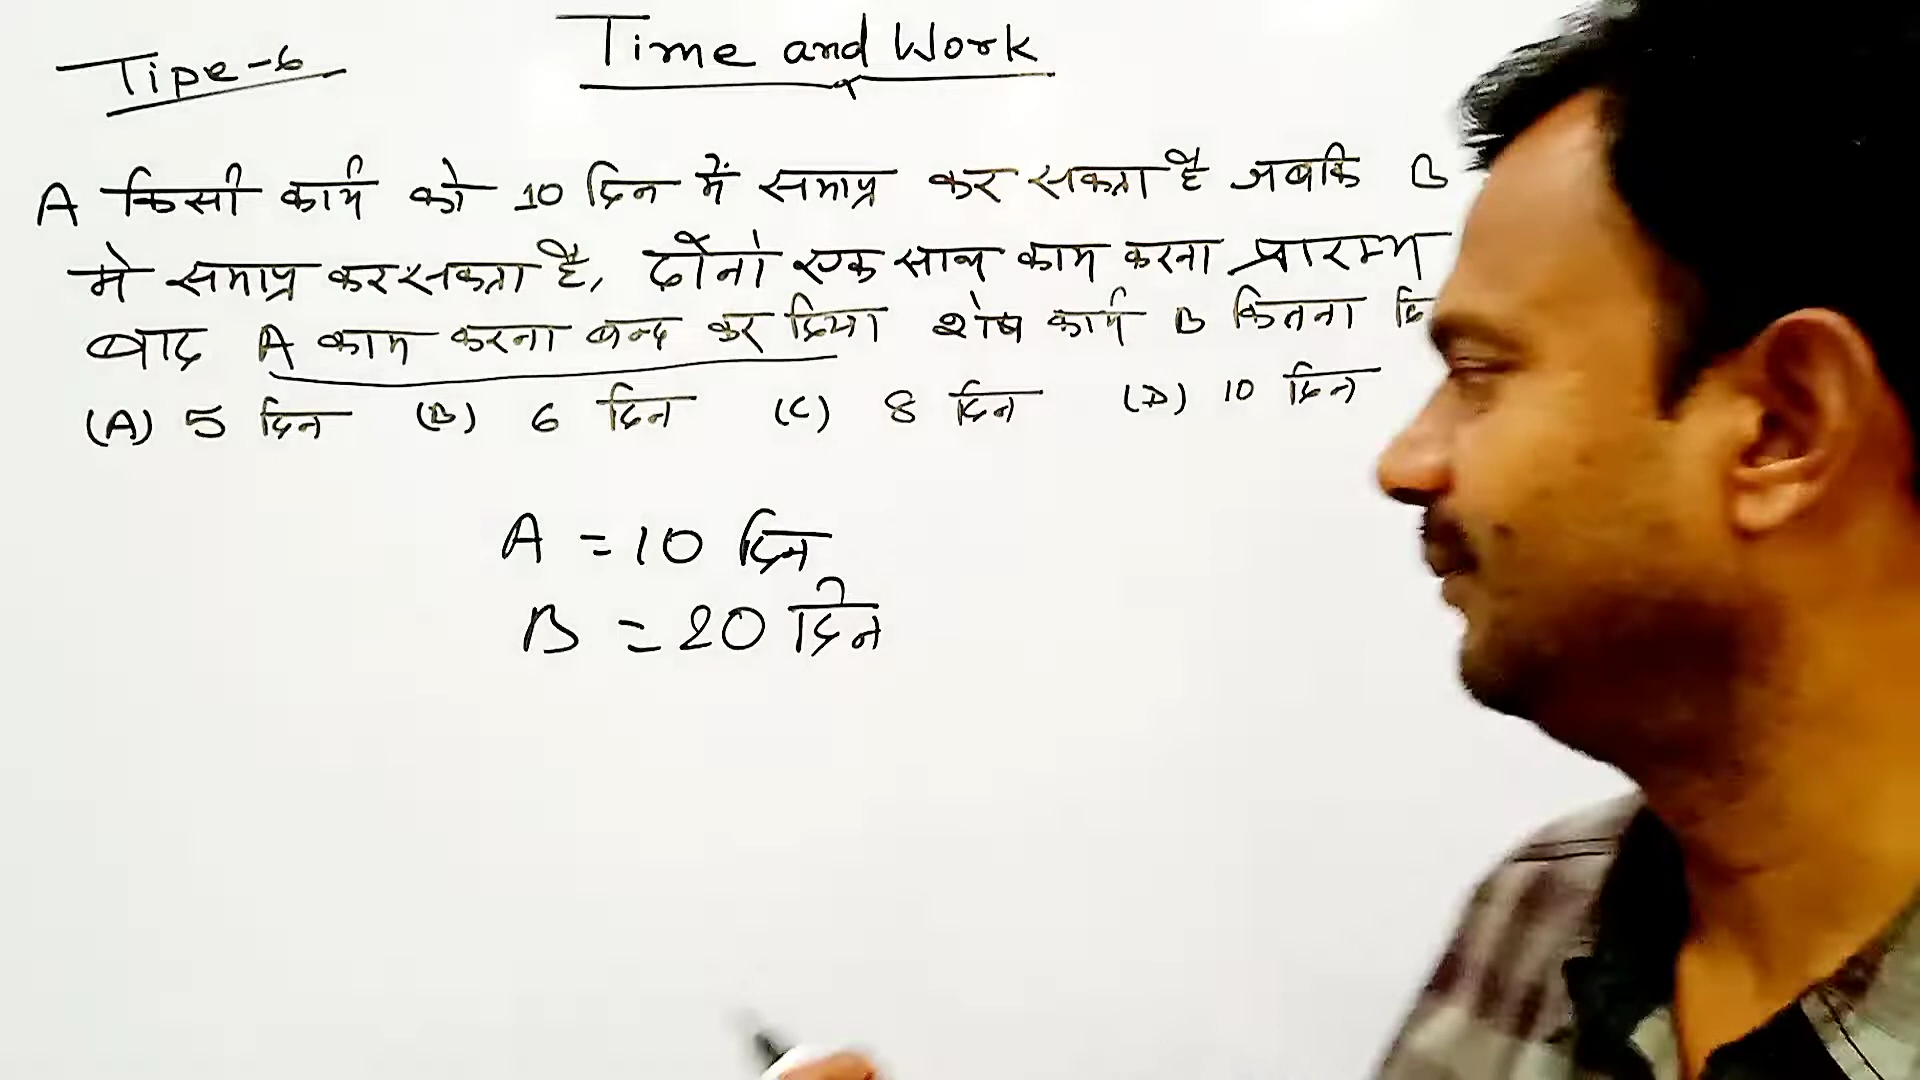 Time and Work
Tipe-6
A किसी कार्य को 10 दिन में समाप्त कर सकता है जबकि B
मे समाप्त कर सकता है, दोनो एक साथ काम करना प्रारम्भ
बाद A काम करना बन्द कर दिया शेष कार्य B कितना दि
(A) 5 दिन (B) 6 दिन (C) 8 दिन (D) 10 दिन
A = 10 दिन
B = 20 दिन